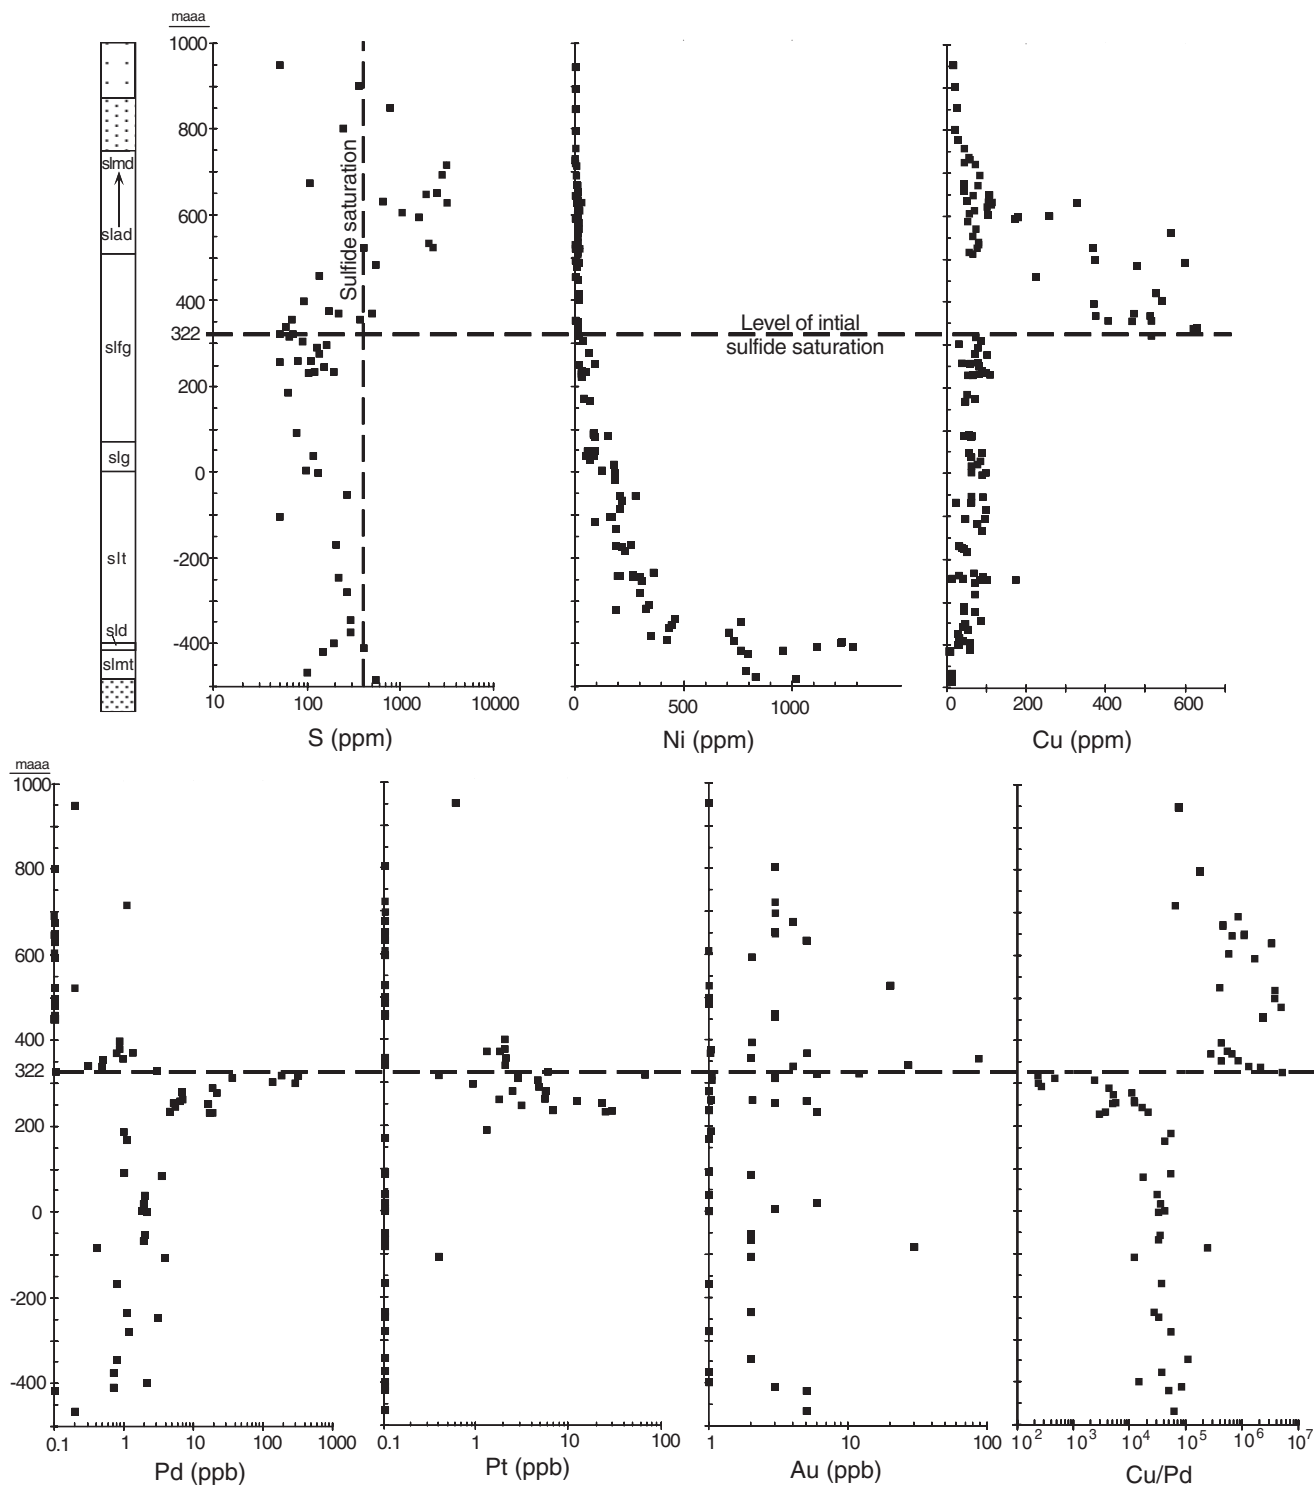 maaa
1000
800
600
400
322
200
0
-200
-400
slmd
slad
slfg
slg
slt
sld
slmt
Sulfide saturation
Level of intial
sulfide saturation
10 100 1000 10000
S (ppm)
0 500 1000
Ni (ppm)
0 200 400 600
Cu (ppm)
maaa
1000
800
600
400
322
200
0
-200
-400
0.1 1 10 100 1000
Pd (ppb)
0.1 1 10 100
Pt (ppb)
1 10 100
Au (ppb)
10² 10³ 10⁴ 10⁵ 10⁶ 10⁷
Cu/Pd